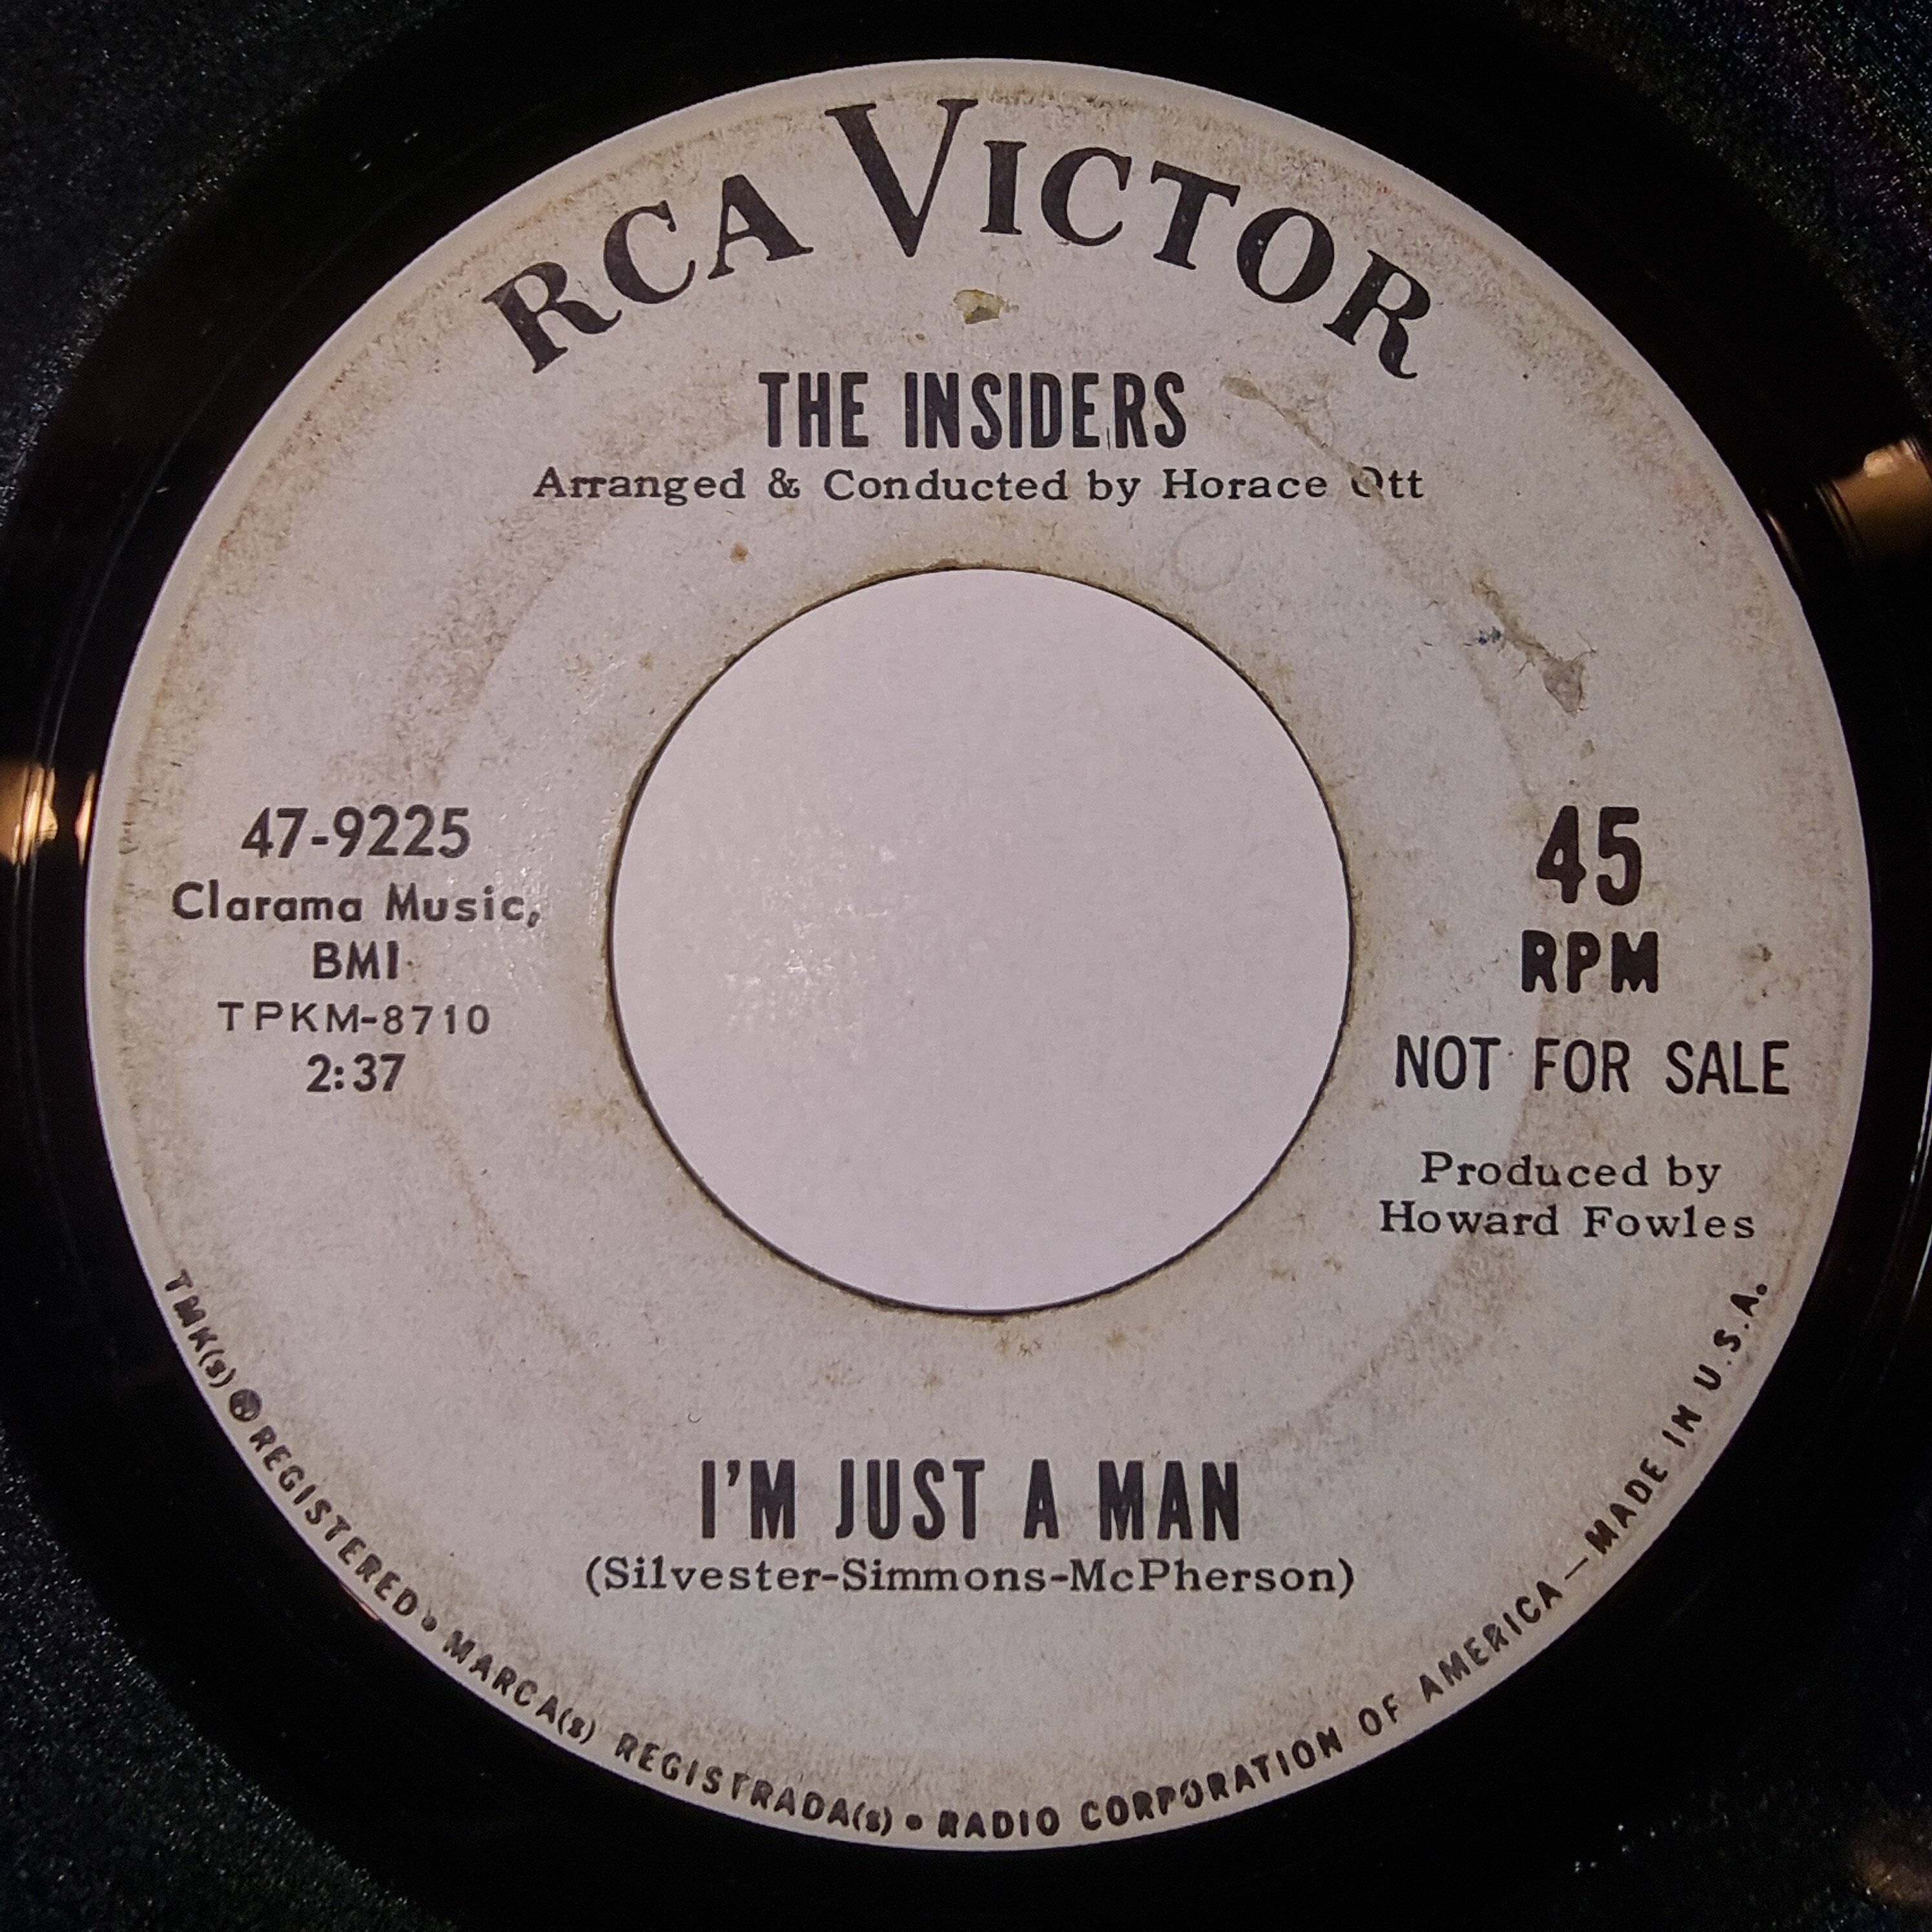 RCA VICTOR
THE INSIDERS
Arranged & Conducted by Horace Ott
47-9225
Clarama Music,
BMI
TPKM-8710
2:37
45
RPM
NOT FOR SALE
Produced by
Howard Fowles
I'M JUST A MAN
(Silvester-Simmons-McPherson)
TMK(s) ® REGISTERED • MARCA(s) REGISTRADA(s) • RADIO CORPORATION OF AMERICA—MADE IN U.S.A.